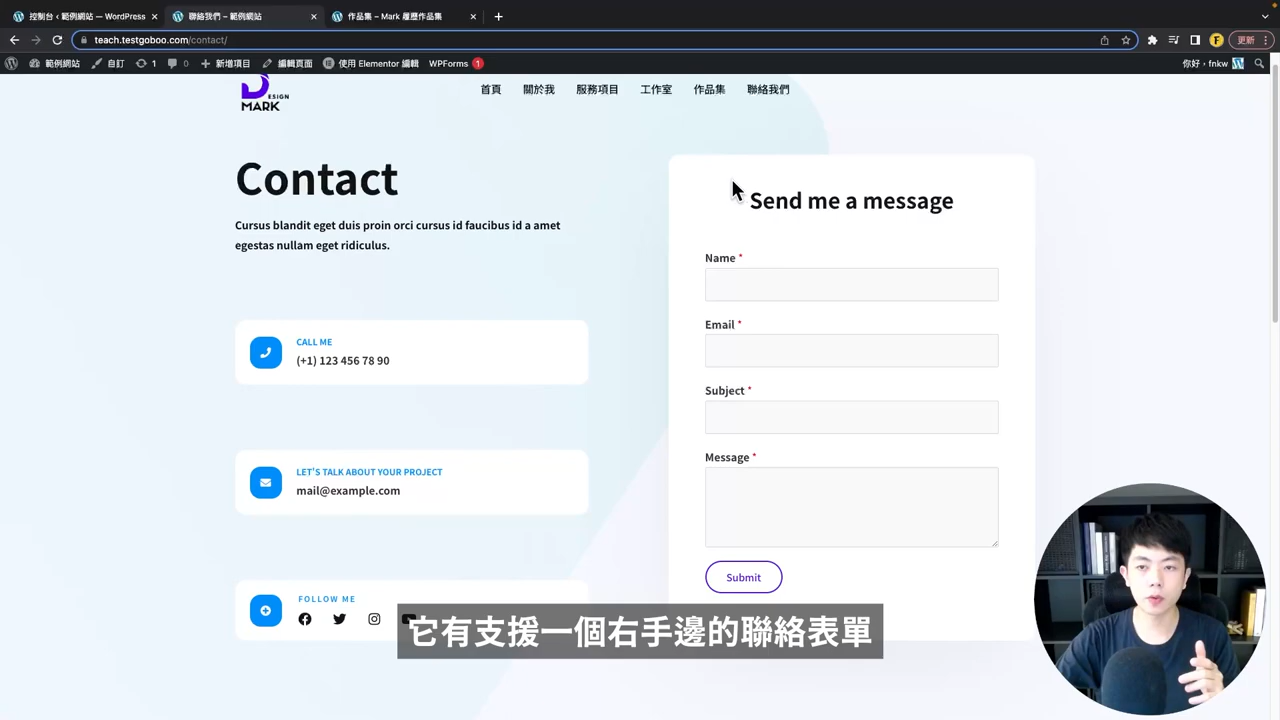 控制台 ‹ 範例網站 — WordPress
聯絡我們 – 範例網站
作品集 – Mark 履歷作品集
teach.testgoboo.com/contact/
F
更新
範例網站
自訂
1
0
新增項目
編輯頁面
使用 Elementor 編輯
WPForms 1
你好，fnkw
ESIGN
MARK
首頁
關於我
服務項目
工作室
作品集
聯絡我們
Contact
Cursus blandit eget duis proin orci cursus id faucibus id a amet
egestas nullam eget ridiculus.
CALL ME
(+1) 123 456 78 90
LET'S TALK ABOUT YOUR PROJECT
mail@example.com
FOLLOW ME
Send me a message
Name *
Email *
Subject *
Message *
Submit
它有支援一個右手邊的聯絡表單